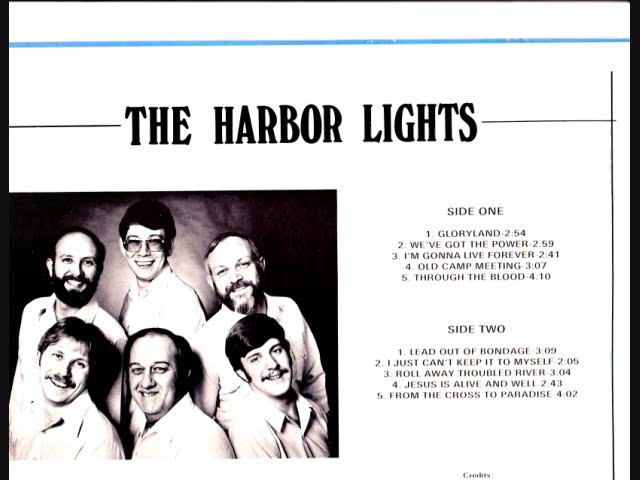 THE HARBOR LIGHTS
SIDE ONE
1. GLORYLAND-2:54
2. WE'VE GOT THE POWER-2:59
3. I'M GONNA LIVE FOREVER-2:41
4. OLD CAMP MEETING-3:07
5. THROUGH THE BLOOD-4:10
SIDE TWO
1. LEAD OUT OF BONDAGE-3:09
2. I JUST CAN'T KEEP IT TO MYSELF-2:05
3. ROLL AWAY TROUBLED RIVER-3:04
4. JESUS IS ALIVE AND WELL-2:43
5. FROM THE CROSS TO PARADISE-4:02
Credits